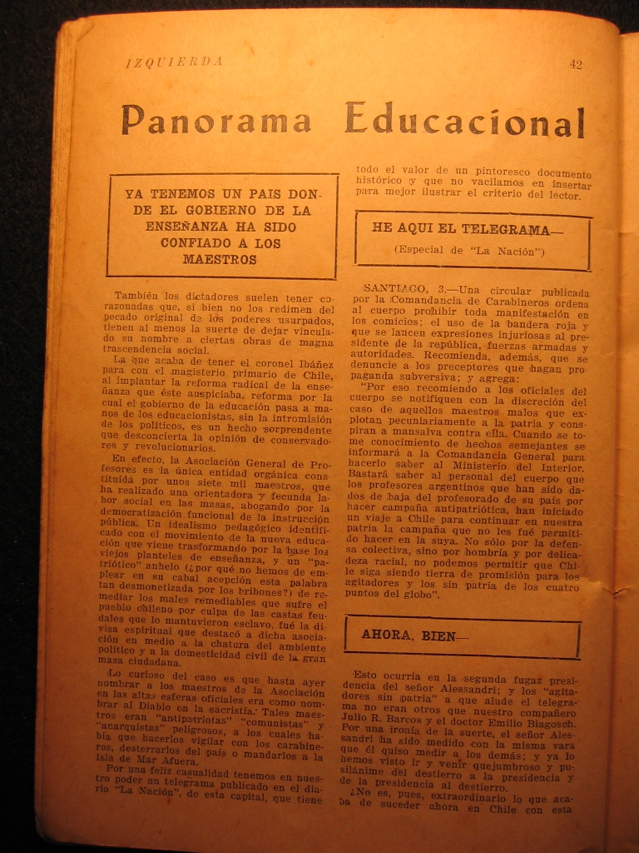 IZQUIERDA
42
Panorama Educacional
YA TENEMOS UN PAIS DON-
DE EL GOBIERNO DE LA
ENSEÑANZA HA SIDO
CONFIADO A LOS
MAESTROS
También los dictadores suelen tener co-
razonadas que, si bien no los redimen del
pecado original de los poderes usurpados,
tienen al menos la suerte de dejar vincula-
do su nombre a ciertas obras de magna
trascendencia social.
La que acaba de tener el coronel Ibáñez
para con el magisterio primario de Chile,
al implantar la reforma radical de la ense-
ñanza que éste auspiciaba, reforma por la
cual el gobierno de la educación pasa a ma-
nos de los educacionistas, sin la intromisión
de los políticos, es un hecho sorprendente
que desconcierta la opinión de conservado-
res y revolucionarios.
En efecto, la Asociación General de Pro-
fesores es la única entidad orgánica cons-
tituída por unos siete mil maestros, que
ha realizado una orientadora y fecunda la-
bor social en las masas, abogando por la
democratización funcional de la instrucción
pública. Un idealismo pedagógico identifi-
cado con el movimiento de la nueva educa-
ción que viene trasformando por la base los
viejos planteles de enseñanza, y un "pa-
triótico" anhelo (¿por qué no hemos de em-
plear en su cabal acepción esta palabra
tan desmonetizada por los bribones?) de re-
mediar los males remediables que sufre el
pueblo chileno por culpa de las castas feu-
dales que lo mantuvieron esclavo, fué la di-
visa espiritual que destacó a dicha asocia-
ción en medio a la chatura del ambiente
político y a la domesticidad civil de la gran
masa ciudadana.
Lo curioso del caso es que hasta ayer
nombrar a los maestros de la Asociación
en las altas esferas oficiales era como nom-
brar al Diablo en la sacristía. Tales maes-
tros eran "antipatriotas" "comunistas" y
"anarquistas" peligrosos, a los cuales ha-
bía que hacerlos vigilar con los carabine-
ros, desterrarlos del país o mandarlos a la
Isla de Mar Afuera.
Por una feliz casualidad tenemos en nues-
tro poder un telegrama publicado en el dia-
rio "La Nación", de esta capital, que tiene
todo el valor de un pintoresco documento
histórico y que no vacilamos en insertar
para mejor ilustrar el criterio del lector.
HE AQUI EL TELEGRAMA—
(Especial de "La Nación")
SANTIAGO, 3.—Una circular publicada
por la Comandancia de Carabineros ordena
al cuerpo prohibir toda manifestación en
los comicios; el uso de la bandera roja y
que se lancen expresiones injuriosas al pre-
sidente de la república, fuerzas armadas y
autoridades. Recomienda, además, que se
denuncie a los preceptores que hagan pro-
paganda subversiva; y agrega:
"Por eso recomiendo a los oficiales del
cuerpo se notifiquen con la discreción del
caso de aquellos maestros malos que ex-
plotan pecuniariamente a la patria y cons-
piran a mansalva contra ella. Cuando se to-
me conocimiento de hechos semejantes se
informará a la Comandancia General para
hacerlo saber al Ministerio del Interior.
Bastará saber al personal del cuerpo que
los profesores argentinos que han sido da-
dos de baja del profesorado de su país por
hacer campaña antipatriótica, han iniciado
un viaje a Chile para continuar en nuestra
patria la campaña que no les fué permiti-
do hacer en la suya. No sólo por la defen-
sa colectiva, sino por hombría y por delica-
deza racial, no podemos permitir que Chi-
le siga siendo tierra de promisión para los
agitadores y los sin patria de los cuatro
puntos del globo".
AHORA, BIEN—
Esto ocurría en la segunda fugaz presi-
dencia del señor Alessandri; y los "agita-
dores sin patria" a que alude el telegra-
ma no eran otros que nuestro compañero
Julio R. Barcos y el doctor Emilio Biagosch.
Por una ironía de la suerte, el señor Ales-
sandri ha sido medido con la misma vara
que él quiso medir a los demás; y ya lo
hemos visto ir y venir quejumbroso y pu-
silánime del destierro a la presidencia y
de la presidencia al destierro.
¿No es, pues, extraordinario lo que aca-
ba de suceder ahora en Chile con esta